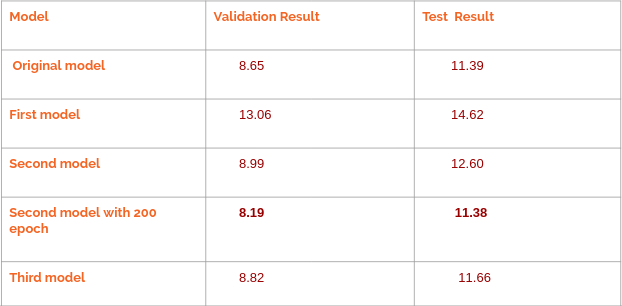 Model Validation Result Test Result
Original model 8.65 11.39
First model 13.06 14.62
Second model 8.99 12.60
Second model with 200 8.19 11.38
epoch
Third model 8.82 11.66